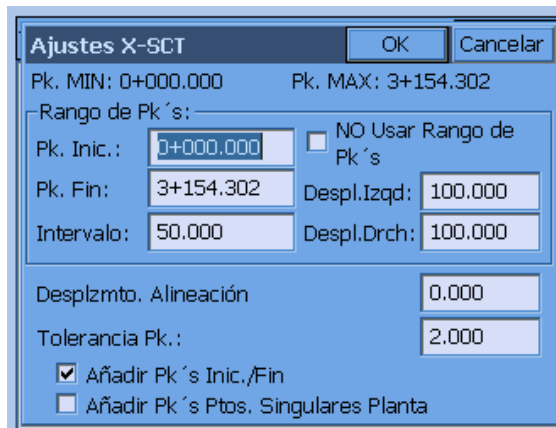 Ajustes X-SCT OK Cancelar
Pk. MIN: 0+000.000 Pk. MAX: 3+154.302
Rango de Pk´s:
Pk. Inic.: 0+000.000 NO Usar Rango de Pk´s
Pk. Fin: 3+154.302 Despl.Izqd: 100.000
Intervalo: 50.000 Despl.Drch: 100.000
Desplzmto. Alineación 0.000
Tolerancia Pk.: 2.000
Añadir Pk´s Inic./Fin
Añadir Pk´s Ptos. Singulares Planta